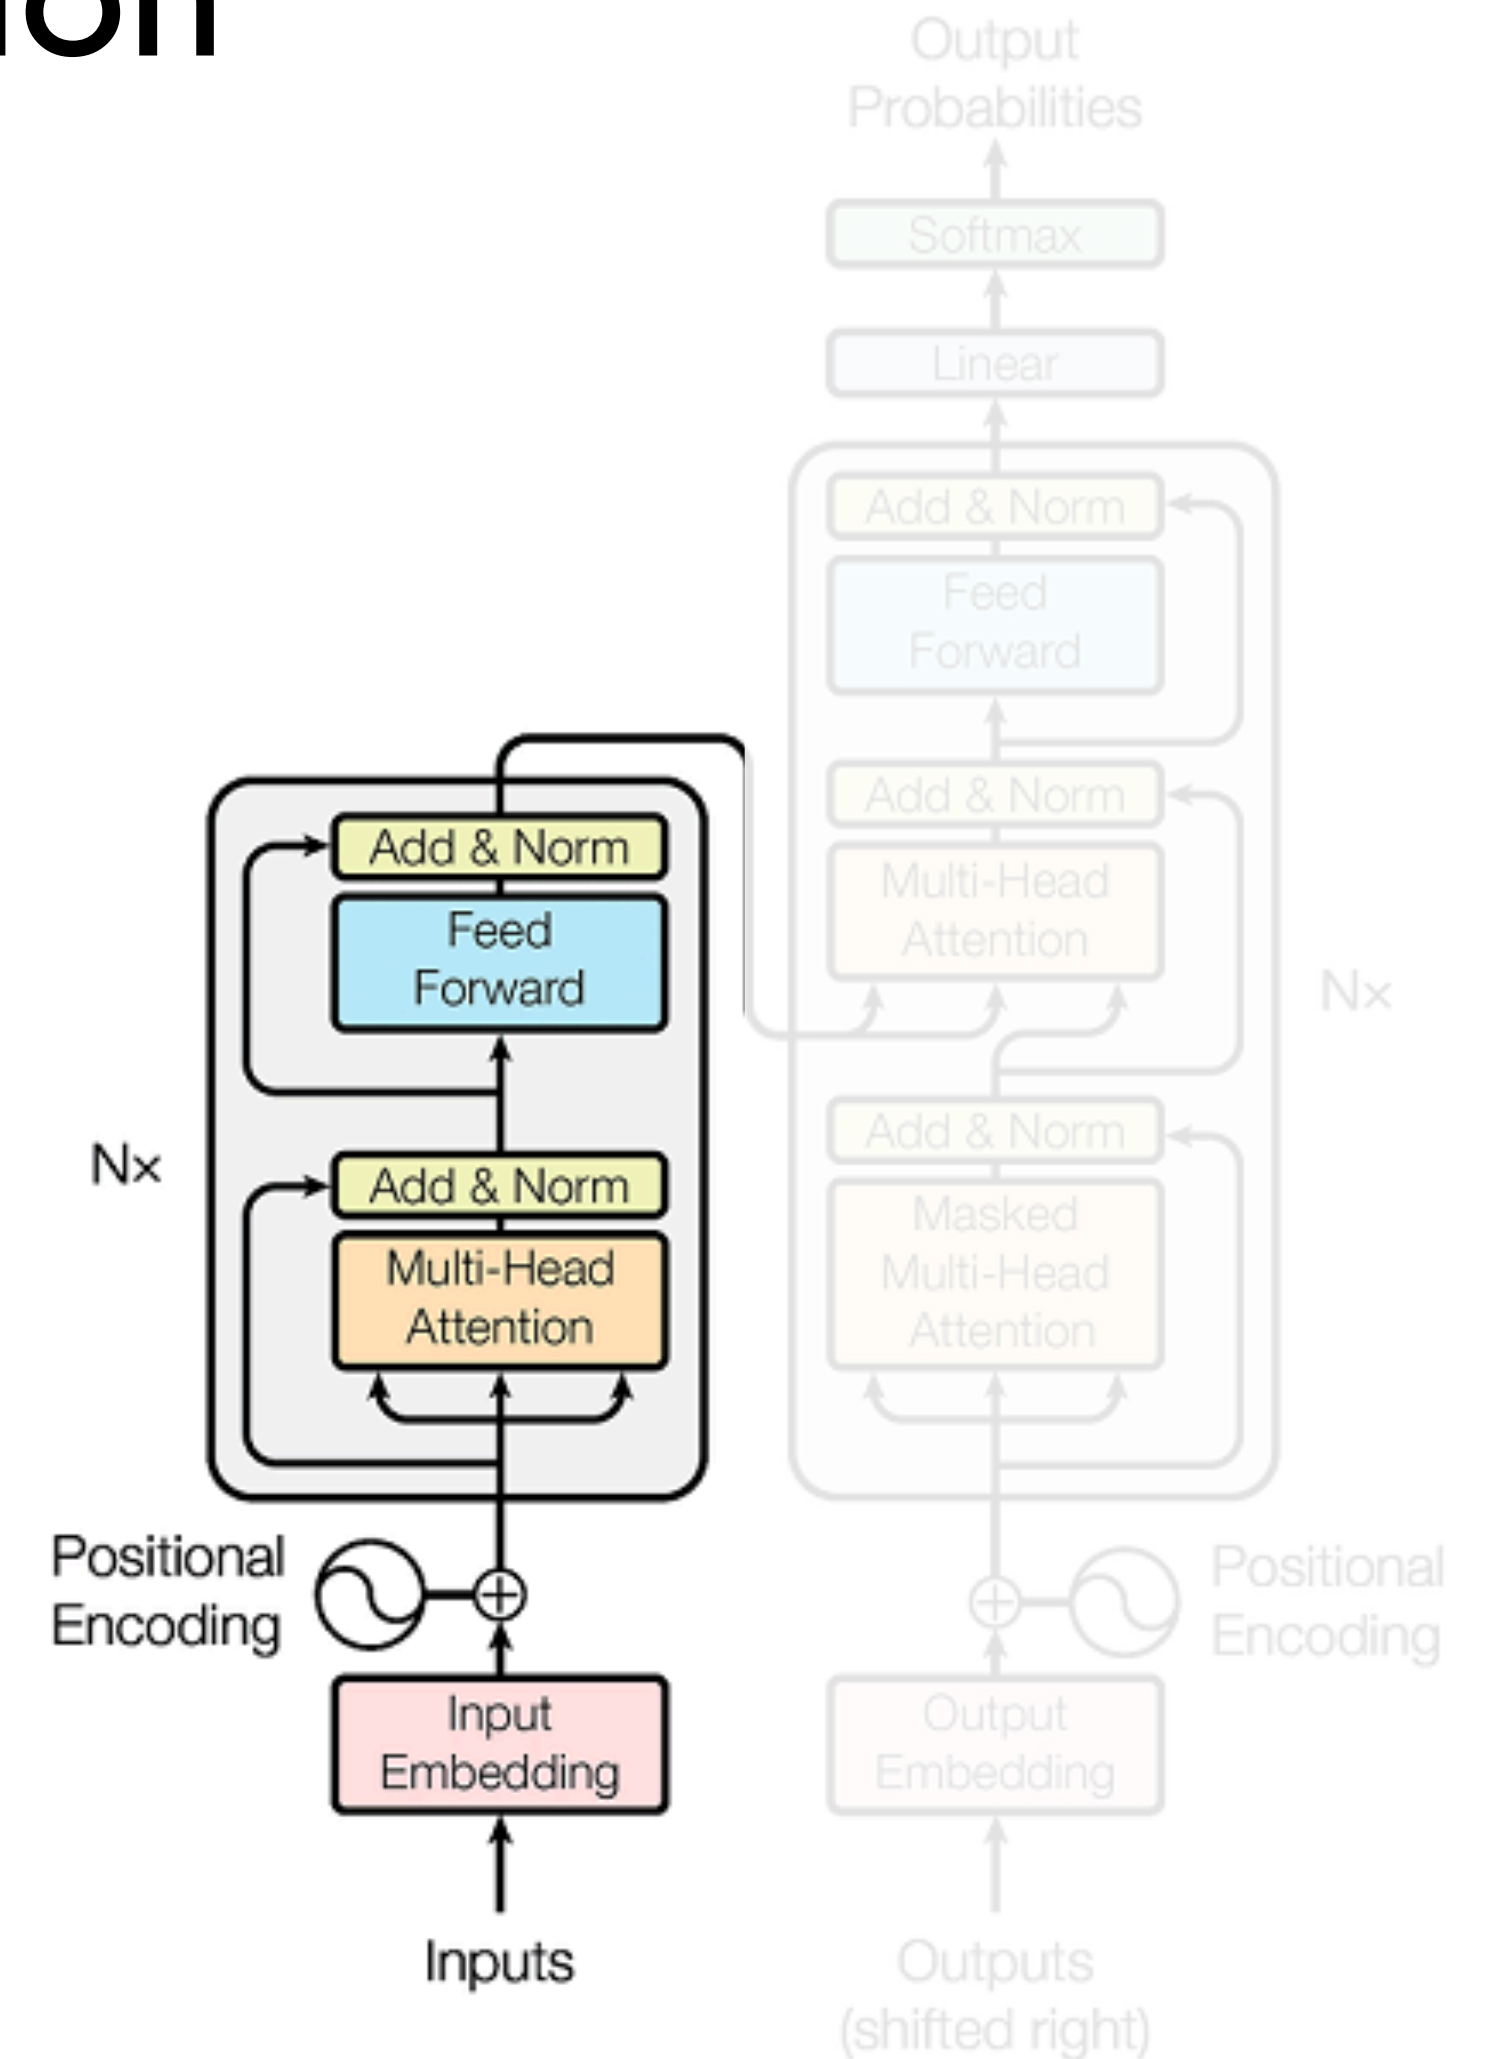 Output
Probabilities
Softmax
Linear
Add & Norm
Feed
Forward
Add & Norm
Multi-Head
Attention
Nx
Add & Norm
Masked
Multi-Head
Attention
Positional
Encoding
Output
Embedding
Outputs
(shifted right)
Add & Norm
Feed
Forward
Nx
Add & Norm
Multi-Head
Attention
Positional
Encoding
Input
Embedding
Inputs